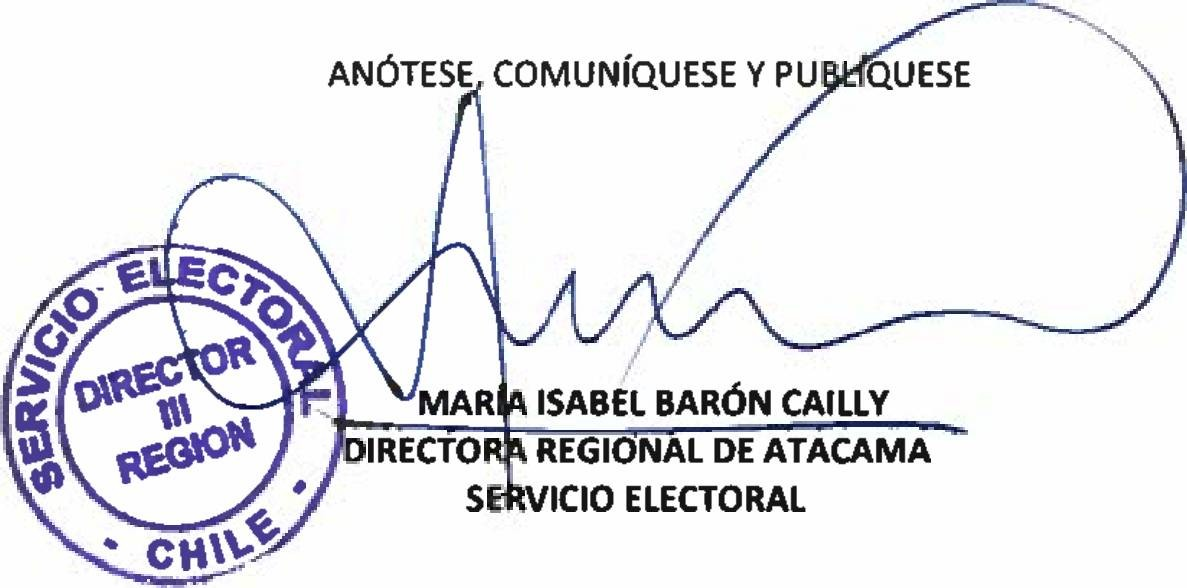 ANÓTESE, COMUNÍQUESE Y PUBLÍQUESE
SERVICIO ELECTORAL
DIRECTOR
III
REGION
- CHILE -
MARÍA ISABEL BARÓN CAILLY
DIRECTORA REGIONAL DE ATACAMA
SERVICIO ELECTORAL